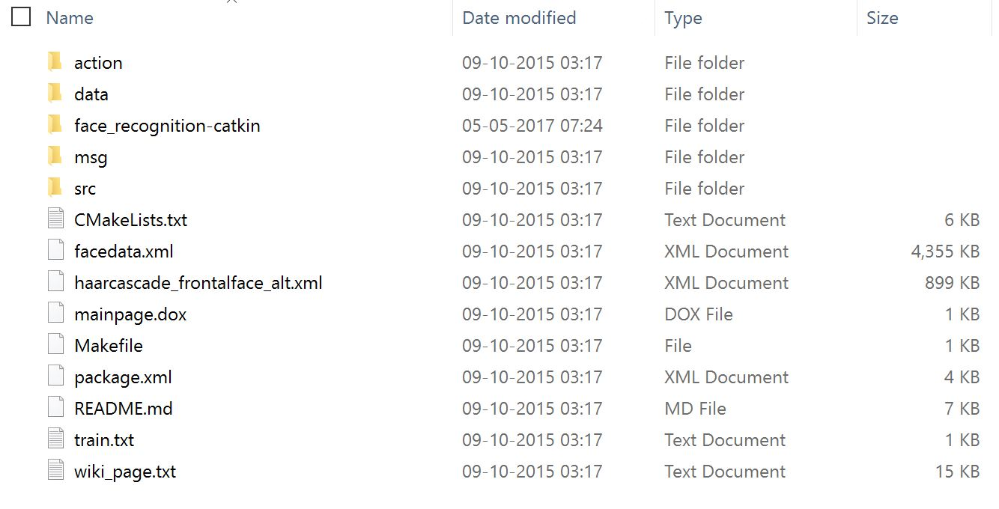 Name Date modified Type Size
action 09-10-2015 03:17 File folder
data 09-10-2015 03:17 File folder
face_recognition-catkin 05-05-2017 07:24 File folder
msg 09-10-2015 03:17 File folder
src 09-10-2015 03:17 File folder
CMakeLists.txt 09-10-2015 03:17 Text Document 6 KB
facedata.xml 09-10-2015 03:17 XML Document 4,355 KB
haarcascade_frontalface_alt.xml 09-10-2015 03:17 XML Document 899 KB
mainpage.dox 09-10-2015 03:17 DOX File 1 KB
Makefile 09-10-2015 03:17 File 1 KB
package.xml 09-10-2015 03:17 XML Document 4 KB
README.md 09-10-2015 03:17 MD File 7 KB
train.txt 09-10-2015 03:17 Text Document 1 KB
wiki_page.txt 09-10-2015 03:17 Text Document 15 KB